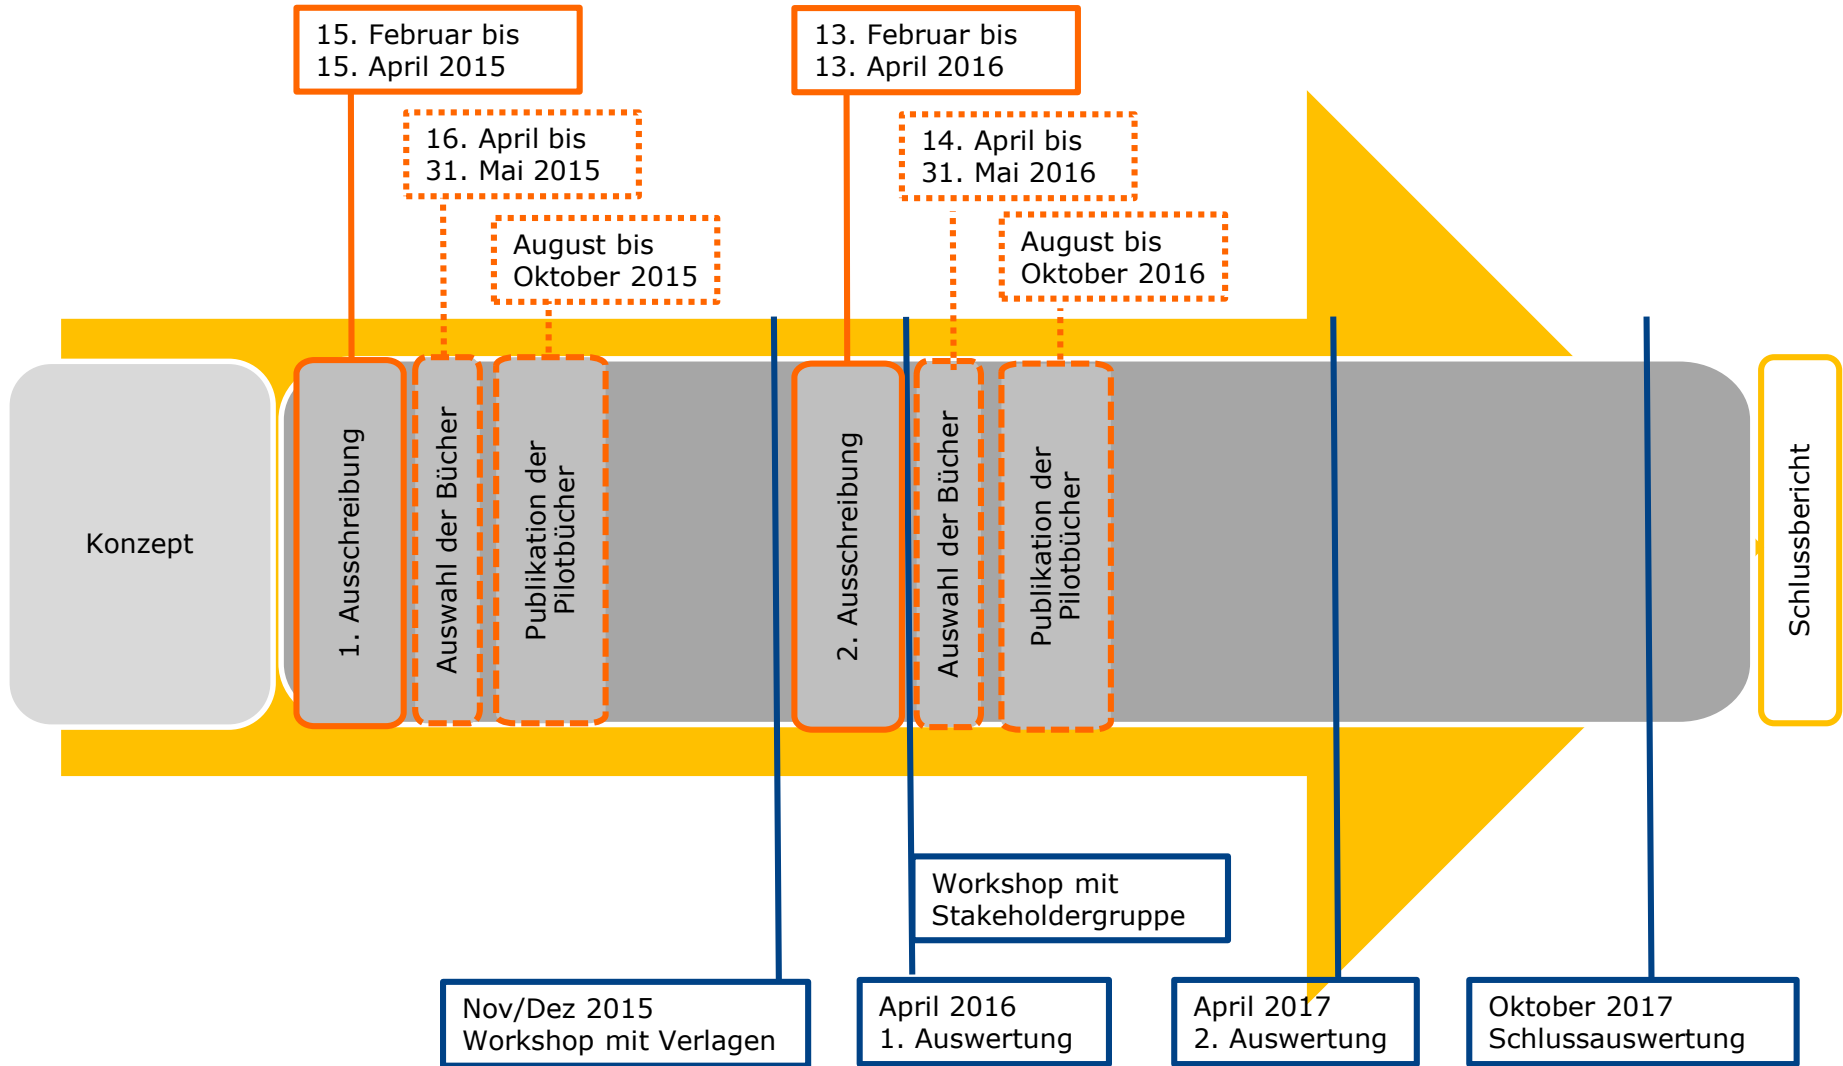 15. Februar bis
15. April 2015
13. Februar bis
13. April 2016
16. April bis
31. Mai 2015
14. April bis
31. Mai 2016
August bis
Oktober 2015
August bis
Oktober 2016
Konzept
1. Ausschreibung
Auswahl der Bücher
Publikation der
Pilotbücher
2. Ausschreibung
Auswahl der Bücher
Publikation der
Pilotbücher
Schlussbericht
Workshop mit
Stakeholdergruppe
Nov/Dez 2015
Workshop mit Verlagen
April 2016
1. Auswertung
April 2017
2. Auswertung
Oktober 2017
Schlussauswertung